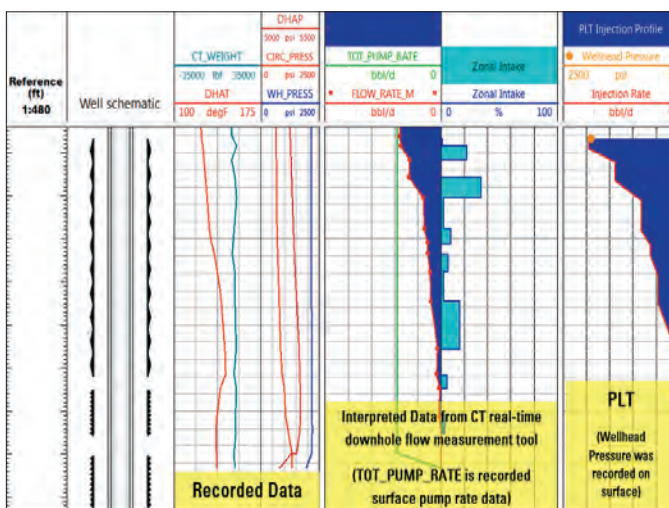 Reference
(ft)
1:480
Well schematic
CT_WEIGHT
-35000 lbf 35000
DHAT
100 degF 175
DHAP
5000 psi 5500
CIRC_PRESS
0 psi 2500
WH_PRESS
0 psi 2500
TOT_PUMP_RATE
bbl/d 0
FLOW_RATE_M
bbl/d 0
Zonal Intake
Zonal Intake
0 % 100
PLT Injection Profile
Wellhead-Pressure
2500 psi
Injection Rate
bbl/d
Recorded Data
Interpreted Data from CT real-time
downhole flow measurement tool
(TOT_PUMP_RATE is recorded
surface pump rate data)
PLT
(Wellhead
Pressure was
recorded on
surface)